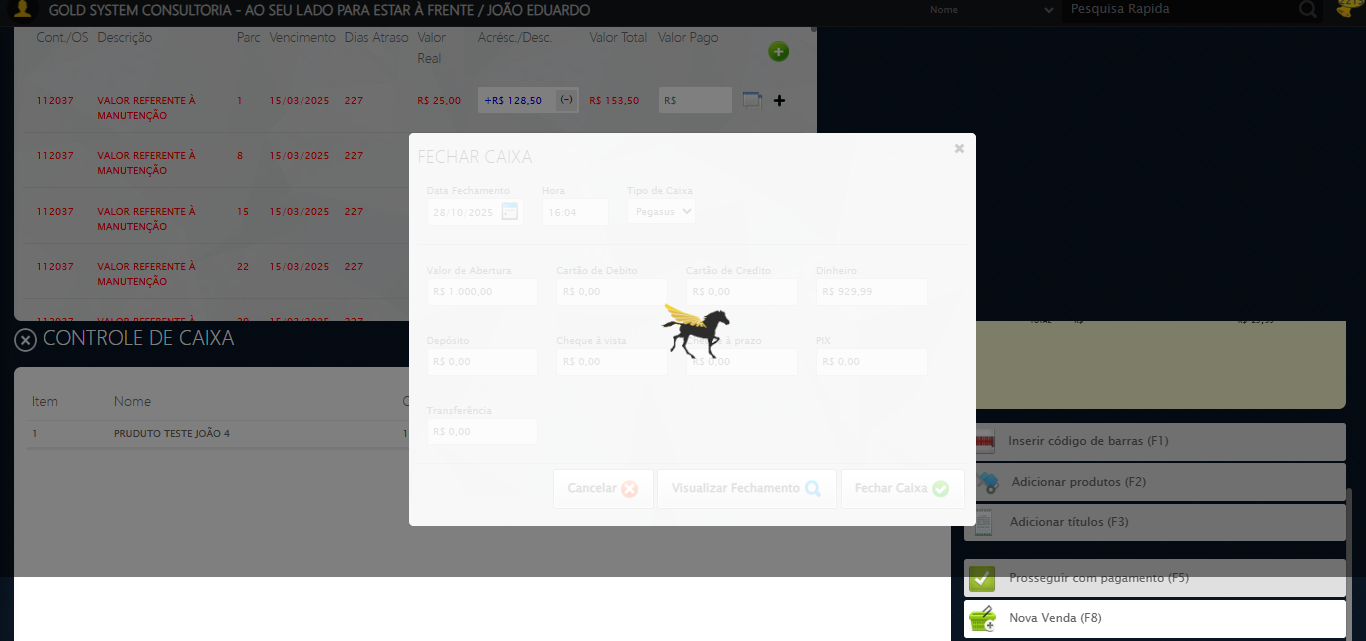 GOLD SYSTEM CONSULTORIA - AO SEU LADO PARA ESTAR À FRENTE / JOÃO EDUARDO
Nome
Pesquisa Rapida
Cont./OS Descrição Parc Vencimento Dias Atraso Valor Real Acrésc./Desc. Valor Total Valor Pago
112037 VALOR REFERENTE À MANUTENÇÃO 1 15/03/2025 227 R$ 25,00 +R$ 128,50 (-) R$ 153,50 R$
112037 VALOR REFERENTE À MANUTENÇÃO 8 15/03/2025 227
112037 VALOR REFERENTE À MANUTENÇÃO 15 15/03/2025 227
112037 VALOR REFERENTE À MANUTENÇÃO 22 15/03/2025 227
FECHAR CAIXA
Data Fechamento Hora Tipo de Caixa
28/10/2025 16:04 Pegasus
Valor de Abertura Cartão de Debito Cartão de Credito Dinheiro
R$ 1.000,00 R$ 0,00 R$ 0,00 R$ 929,99
Depósito Cheque à vista Cheque à prazo PIX
R$ 0,00 R$ 0,00 R$ 0,00 R$ 0,00
Transferência
R$ 0,00
Cancelar Visualizar Fechamento Fechar Caixa
CONTROLE DE CAIXA
Item Nome
1 PRUDUTO TESTE JOÃO 4 1
Inserir código de barras (F1)
Adicionar produtos (F2)
Adicionar títulos (F3)
Prosseguir com pagamento (F5)
Nova Venda (F8)